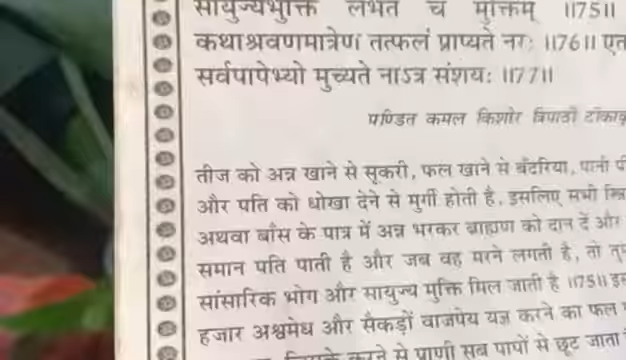 सायुज्यभुक्ति लभते च मुक्तिम् ॥75॥
कथाश्रवणमात्रेण तत्फलं प्राप्यते नरः ॥76॥ एत
सर्वपापेभ्यो मुच्यते नाऽत्र संशयः ॥77॥
पण्डित कमल किशोर त्रिपाठी टीका
तीज को अन्न खाने से सूकरी, फल खाने से बँदरिया, पानी पी
और पति को धोखा देने से मुर्गी होती है, इसलिए सभी स्त्रि
अथवा बाँस के पात्र में अन्न भरकर ब्राह्मण को दान दें और
समान पति पाती है और जब वह मरने लगती है, तो तु
सांसारिक भोग और सायुज्य मुक्ति मिल जाती है ॥75॥ इस
हजार अश्वमेध और सैकड़ों वाजपेय यज्ञ करने का फल
करने से प्राणी सब पापों से छूट जाता